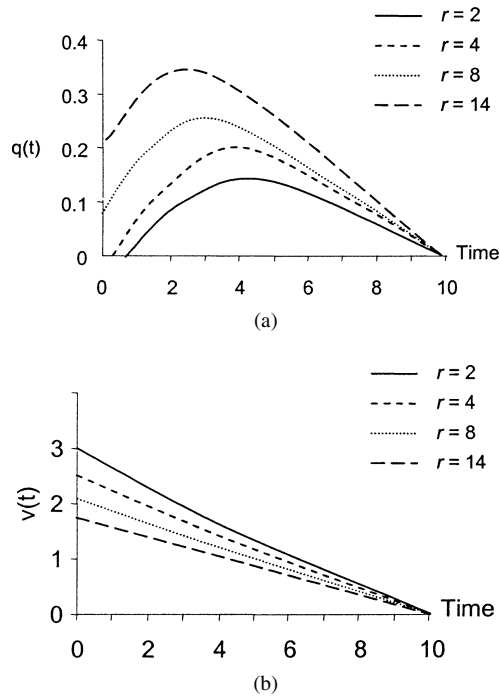 r = 2
r = 4
r = 8
r = 14
0.4
0.3
q(t) 0.2
0.1
0
Time
0 2 4 6 8 10
(a)
r = 2
r = 4
r = 8
r = 14
3
v(t) 2
1
0
Time
0 2 4 6 8 10
(b)